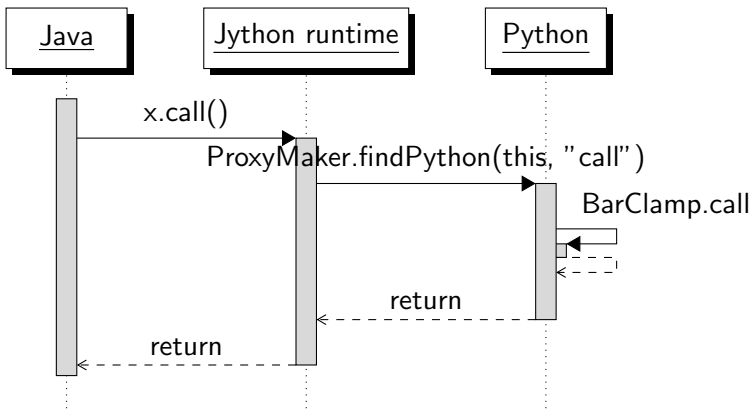 Java
Jython runtime
Python
x.call()
ProxyMaker.findPython(this, "call")
BarClamp.call
return
return